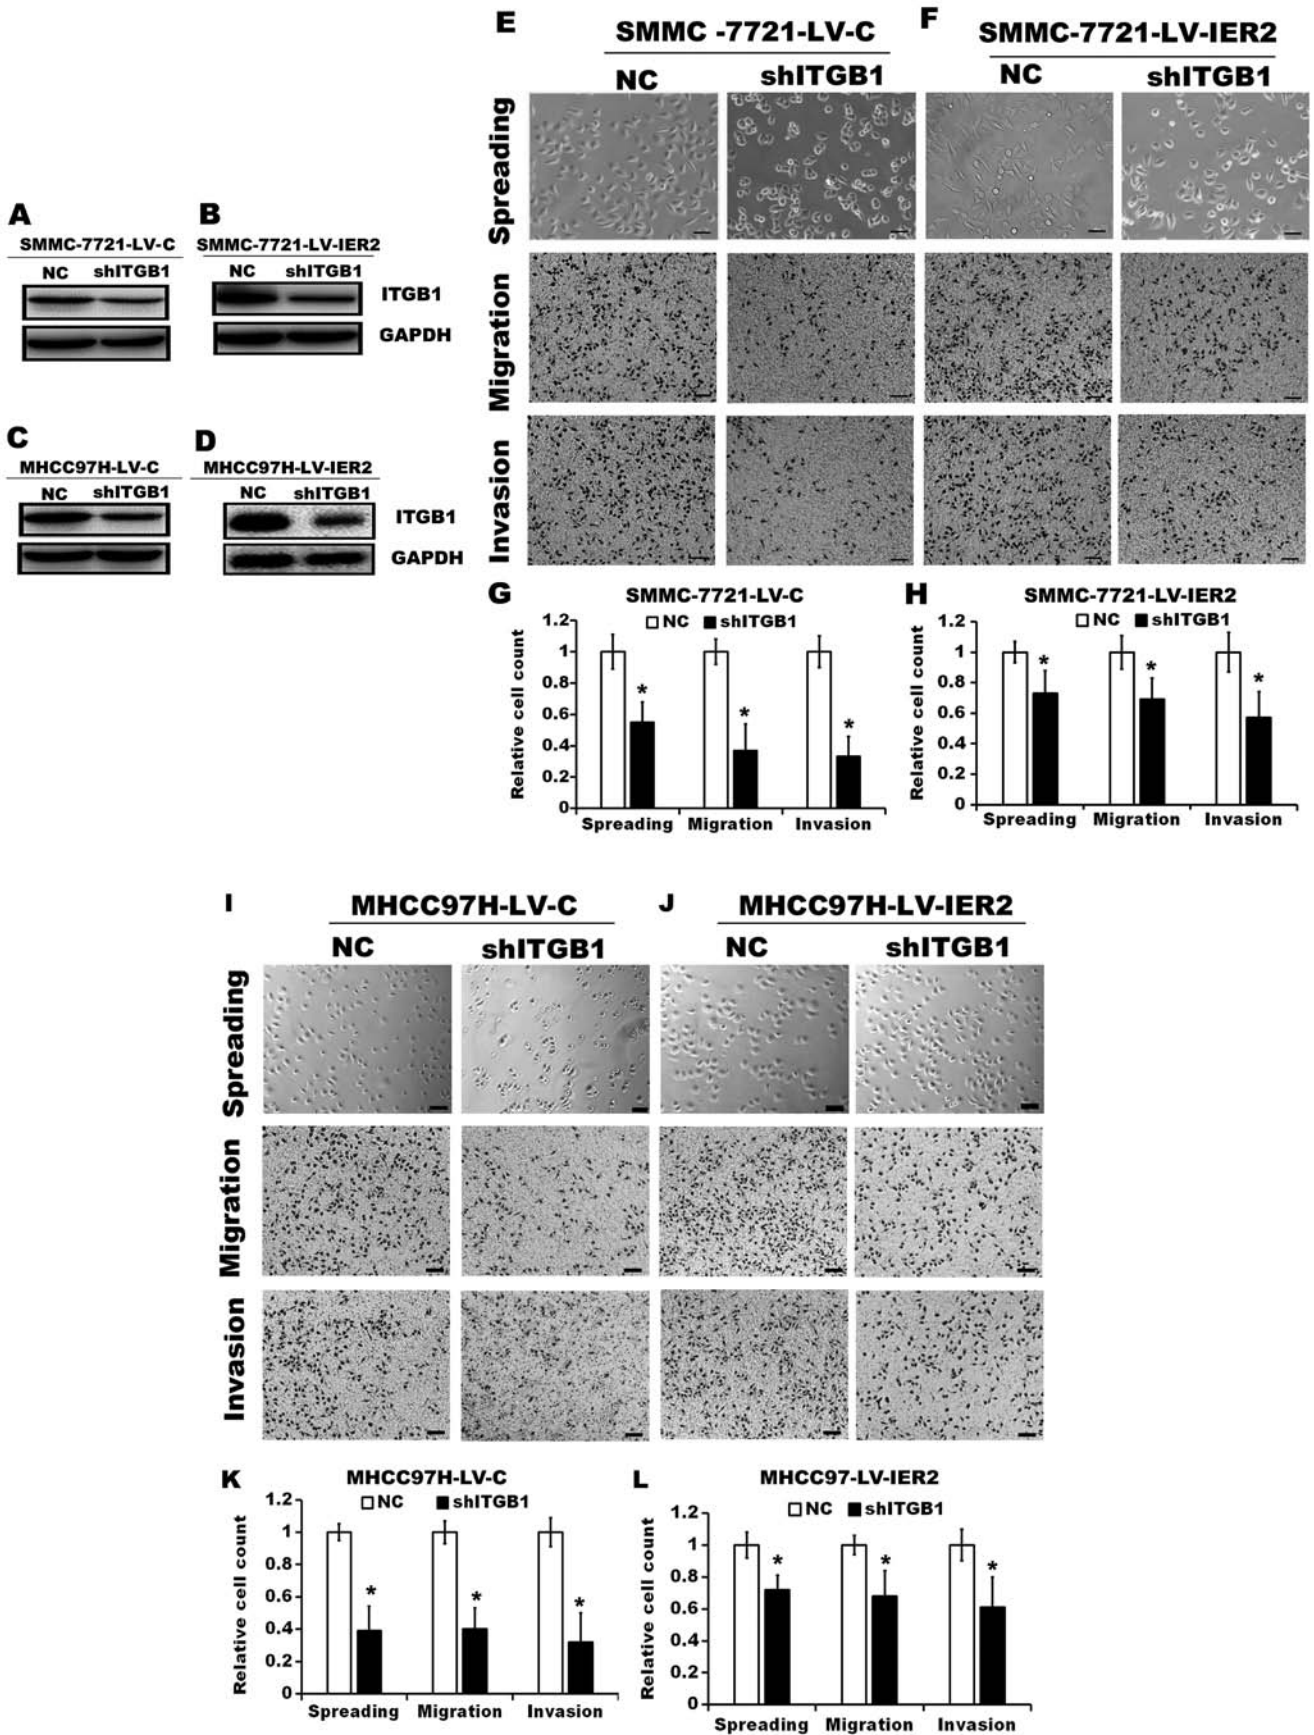 A
SMMC-7721-LV-C
NC shITGB1
B
SMMC-7721-LV-IER2
NC shITGB1
ITGB1
GAPDH
C
MHCC97H-LV-C
NC shITGB1
D
MHCC97H-LV-IER2
NC shITGB1
ITGB1
GAPDH
E
SMMC -7721-LV-C
NC shITGB1
F
SMMC-7721-LV-IER2
NC shITGB1
Spreading
Migration
Invasion
G
SMMC-7721-LV-C
NC shITGB1
Relative cell count
1.2
1
0.8
0.6
0.4
0.2
0
* * *
Spreading Migration Invasion
H
SMMC-7721-LV-IER2
NC shITGB1
Relative cell count
1.2
1
0.8
0.6
0.4
0.2
0
* * *
Spreading Migration Invasion
I
MHCC97H-LV-C
NC shITGB1
J
MHCC97H-LV-IER2
NC shITGB1
Spreading
Migration
Invasion
K
MHCC97H-LV-C
NC shITGB1
Relative cell count
1.2
1
0.8
0.6
0.4
0.2
0
* * *
Spreading Migration Invasion
L
MHCC97-LV-IER2
NC shITGB1
Relative cell count
1.2
1
0.8
0.6
0.4
0.2
0
* * *
Spreading Migration Invasion